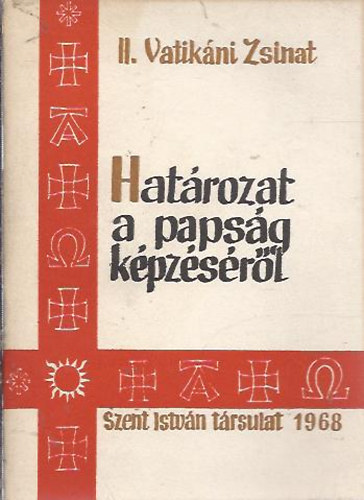 II. Vatikáni Zsinat
Határozat
a papság
képzéséről
Szent István társulat 1968